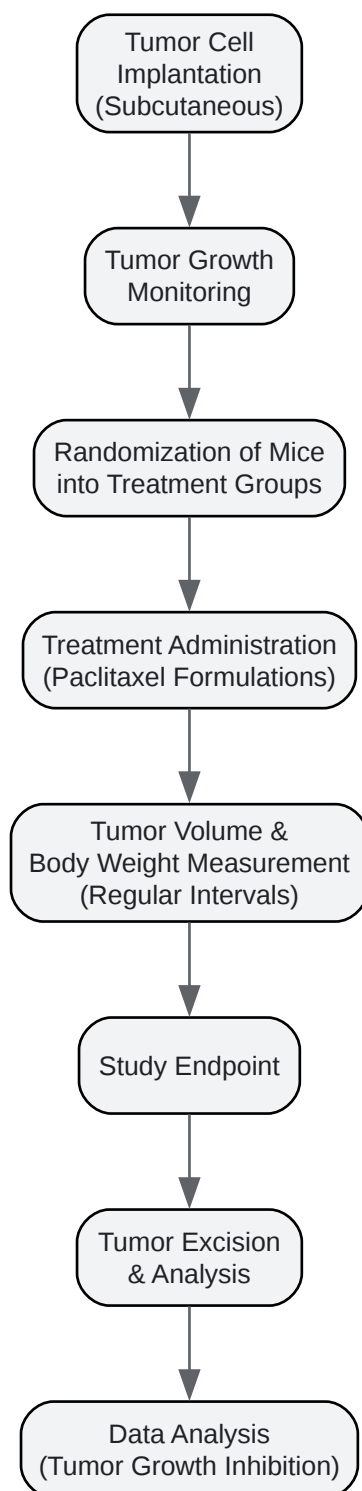 Tumor Cell
Implantation
(Subcutaneous)
Tumor Growth
Monitoring
Randomization of Mice
into Treatment Groups
Treatment Administration
(Paclitaxel Formulations)
Tumor Volume &
Body Weight Measurement
(Regular Intervals)
Study Endpoint
Tumor Excision
& Analysis
Data Analysis
(Tumor Growth Inhibition)